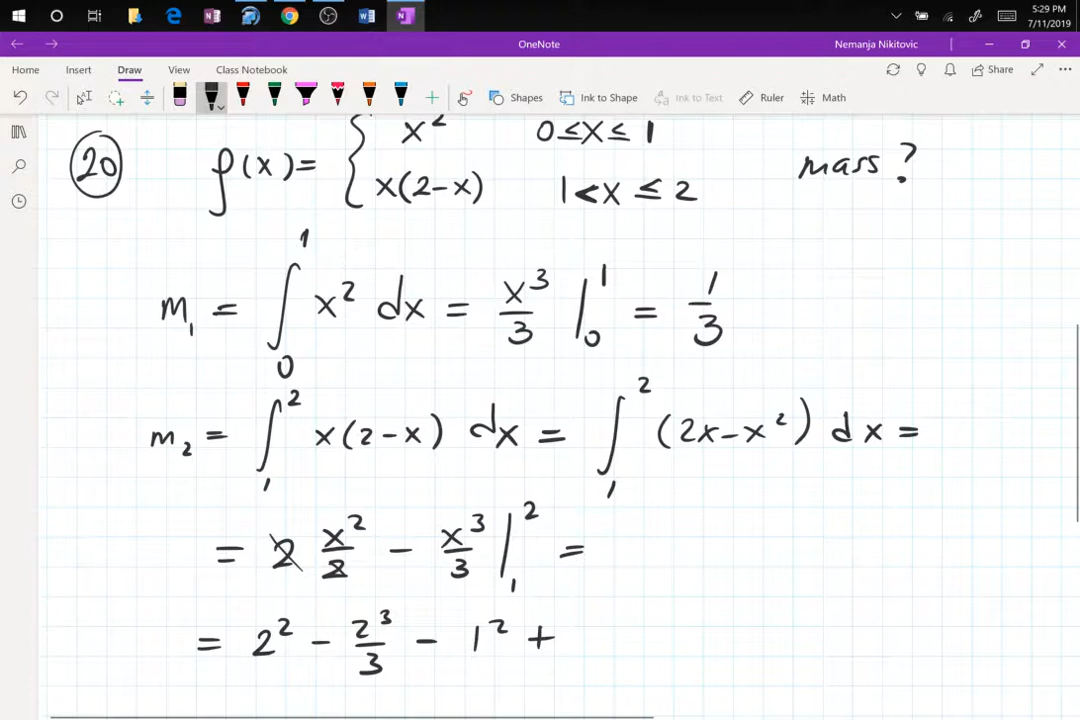 5:29 PM
7/11/2019
OneNote
Nemanja Nikitovic
Home Insert Draw View Class Notebook Share
Shapes Ink to Shape Ink to Text Ruler Math
20 ρ(x)= { x² 0≤x≤1
x(2-x) 1<x≤2
mass?
m₁ = ∫₀¹ x² dx = x³/3 |₀¹ = 1/3
m₂ = ∫₁² x(2-x) dx = ∫₁² (2x-x²) dx =
= 2 x²/2 - x³/3 |₁² =
= 2² - 2³/3 - 1² +